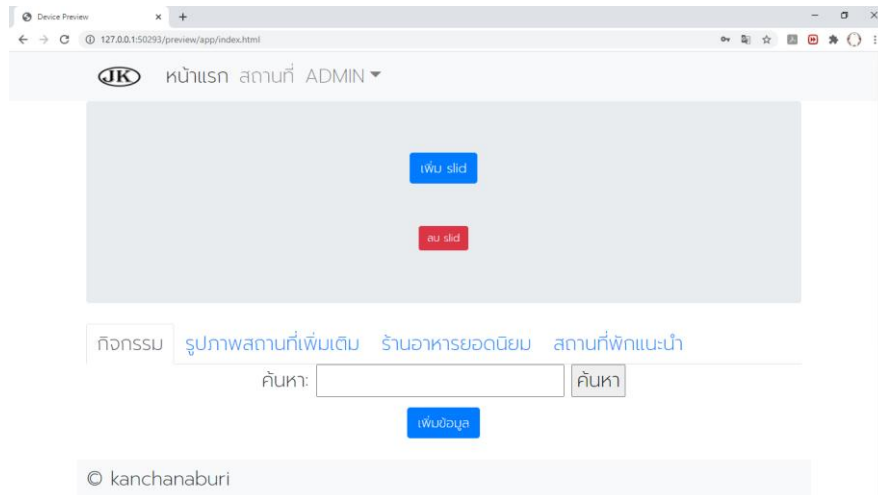 Device Preview
127.0.0.1:50293/preview/app/index.html
JK หน้าแรก สถานที่ ADMIN
เพิ่ม slid
ลบ slid
กิจกรรม รูปภาพสถานที่เพิ่มเติม ร้านอาหารยอดนิยม สถานที่พักแนะนำ
ค้นหา: ค้นหา
เพิ่มข้อมูล
© kanchanaburi